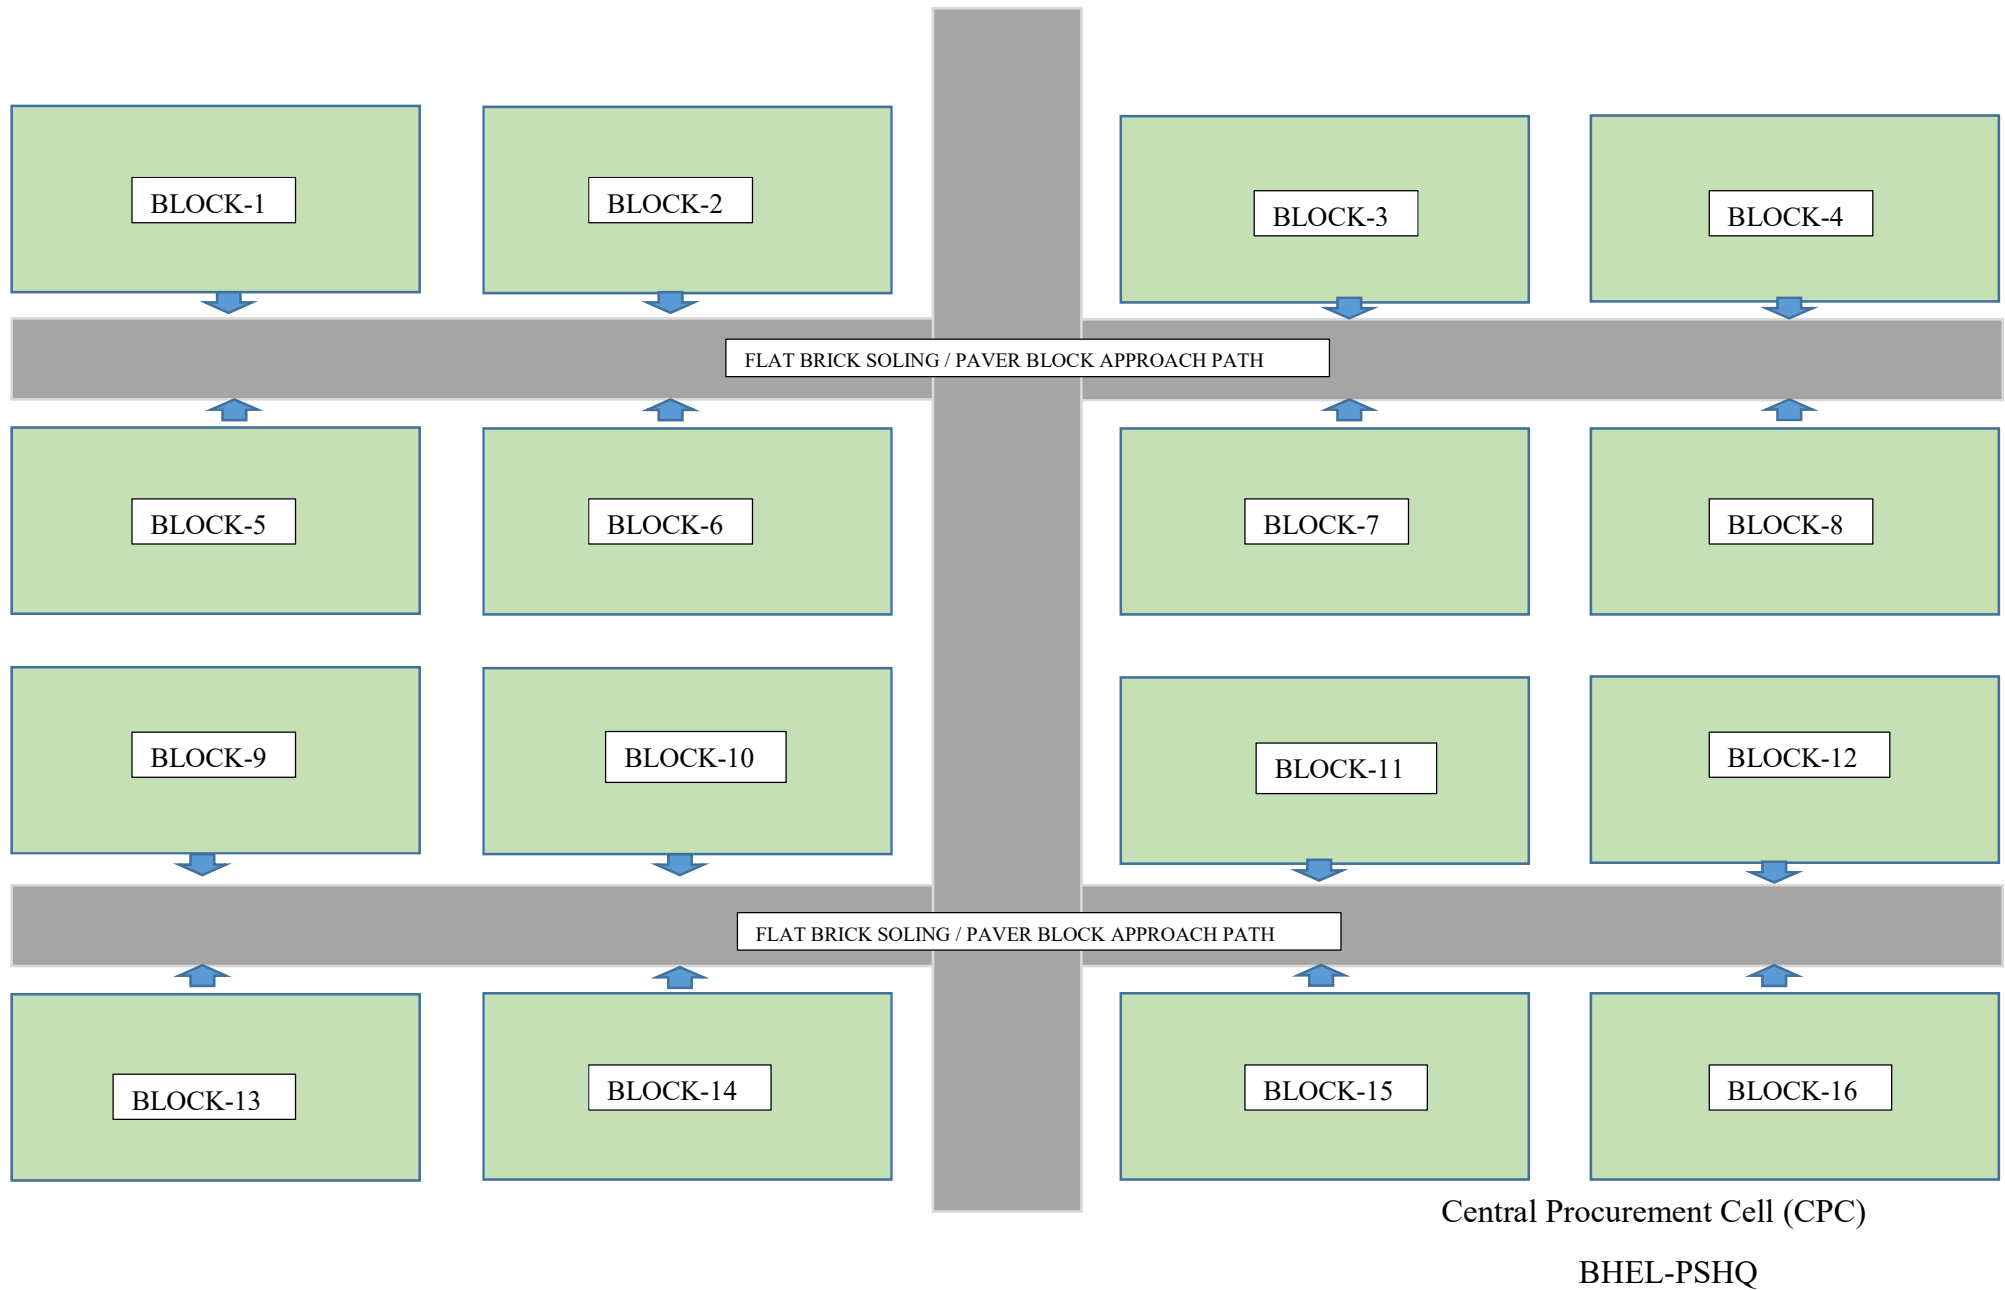 BLOCK-1
BLOCK-2
BLOCK-3
BLOCK-4
FLAT BRICK SOLING / PAVER BLOCK APPROACH PATH
BLOCK-5
BLOCK-6
BLOCK-7
BLOCK-8
BLOCK-9
BLOCK-10
BLOCK-11
BLOCK-12
FLAT BRICK SOLING / PAVER BLOCK APPROACH PATH
BLOCK-13
BLOCK-14
BLOCK-15
BLOCK-16
Central Procurement Cell (CPC)
BHEL-PSHQ